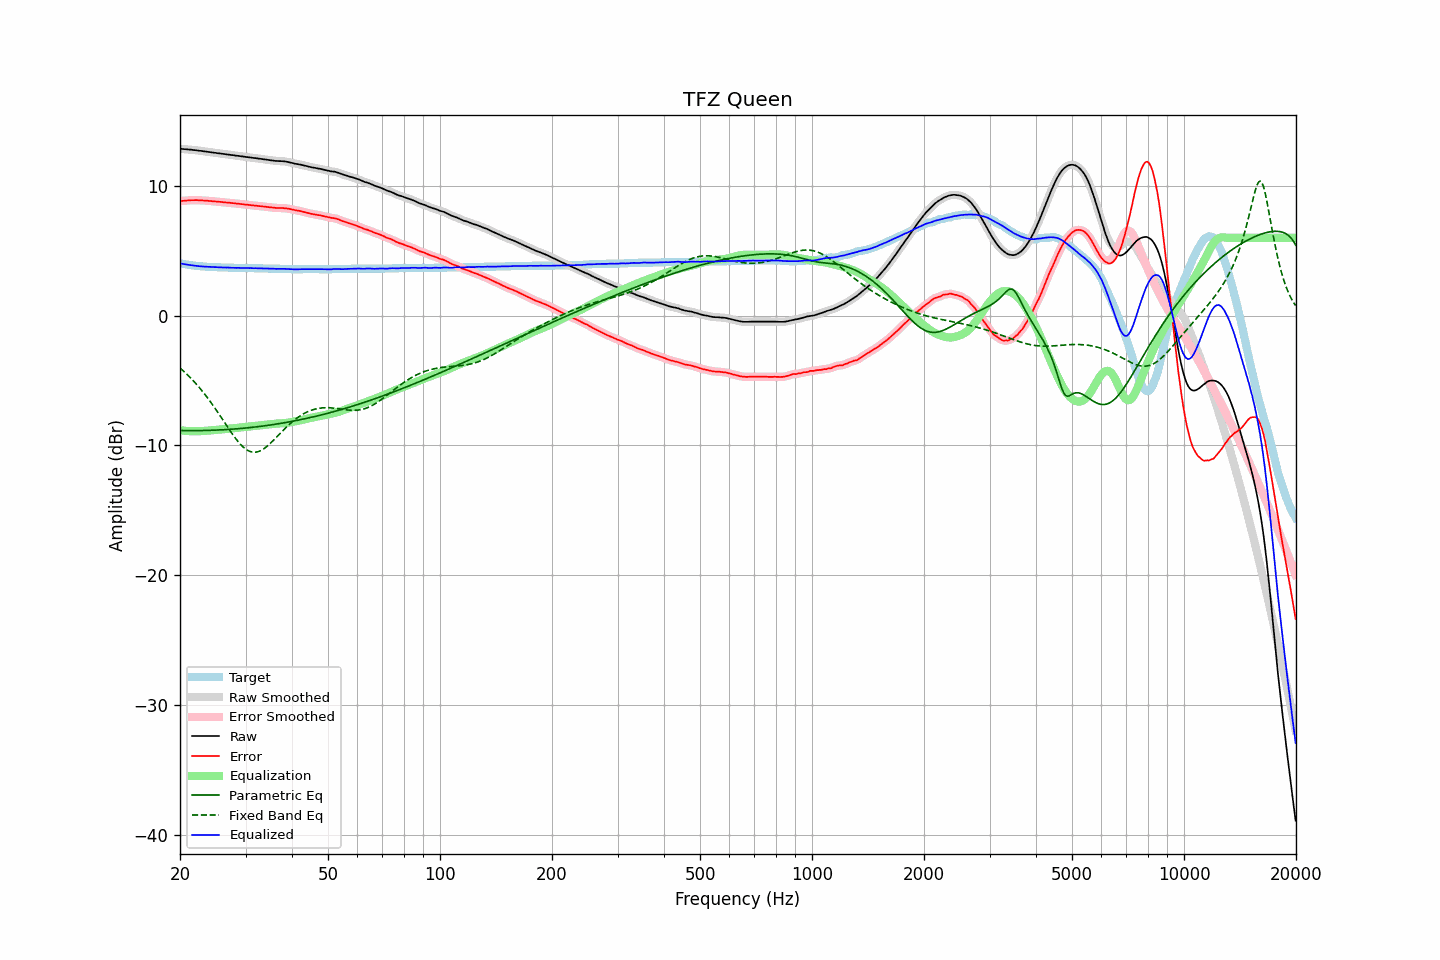 TFZ Queen
Amplitude (dBr)
10
0
−10
−20
−30
−40
Target
Raw Smoothed
Error Smoothed
Raw
Error
Equalization
Parametric Eq
Fixed Band Eq
Equalized
20 50 100 200 500 1000 2000 5000 10000 20000
Frequency (Hz)